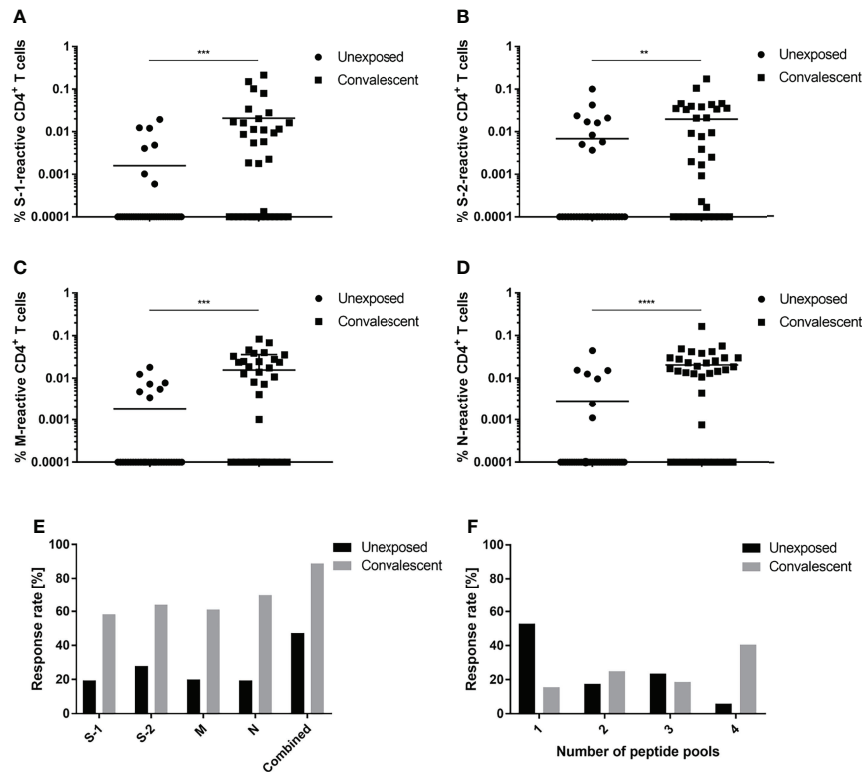 A
% S-1-reactive CD4+ T cells
1
0.1
0.01
0.001
0.0001
***
Unexposed
Convalescent
B
% S-2-reactive CD4+ T cells
1
0.1
0.01
0.001
0.0001
**
Unexposed
Convalescent
C
% M-reactive CD4+ T cells
1
0.1
0.01
0.001
0.0001
***
Unexposed
Convalescent
D
% N-reactive CD4+ T cells
1
0.1
0.01
0.001
0.0001
****
Unexposed
Convalescent
E
Response rate [%]
100
80
60
40
20
0
S-1
S-2
M
N
Combined
Unexposed
Convalescent
F
Response rate [%]
100
80
60
40
20
0
1
2
3
4
Number of peptide pools
Unexposed
Convalescent